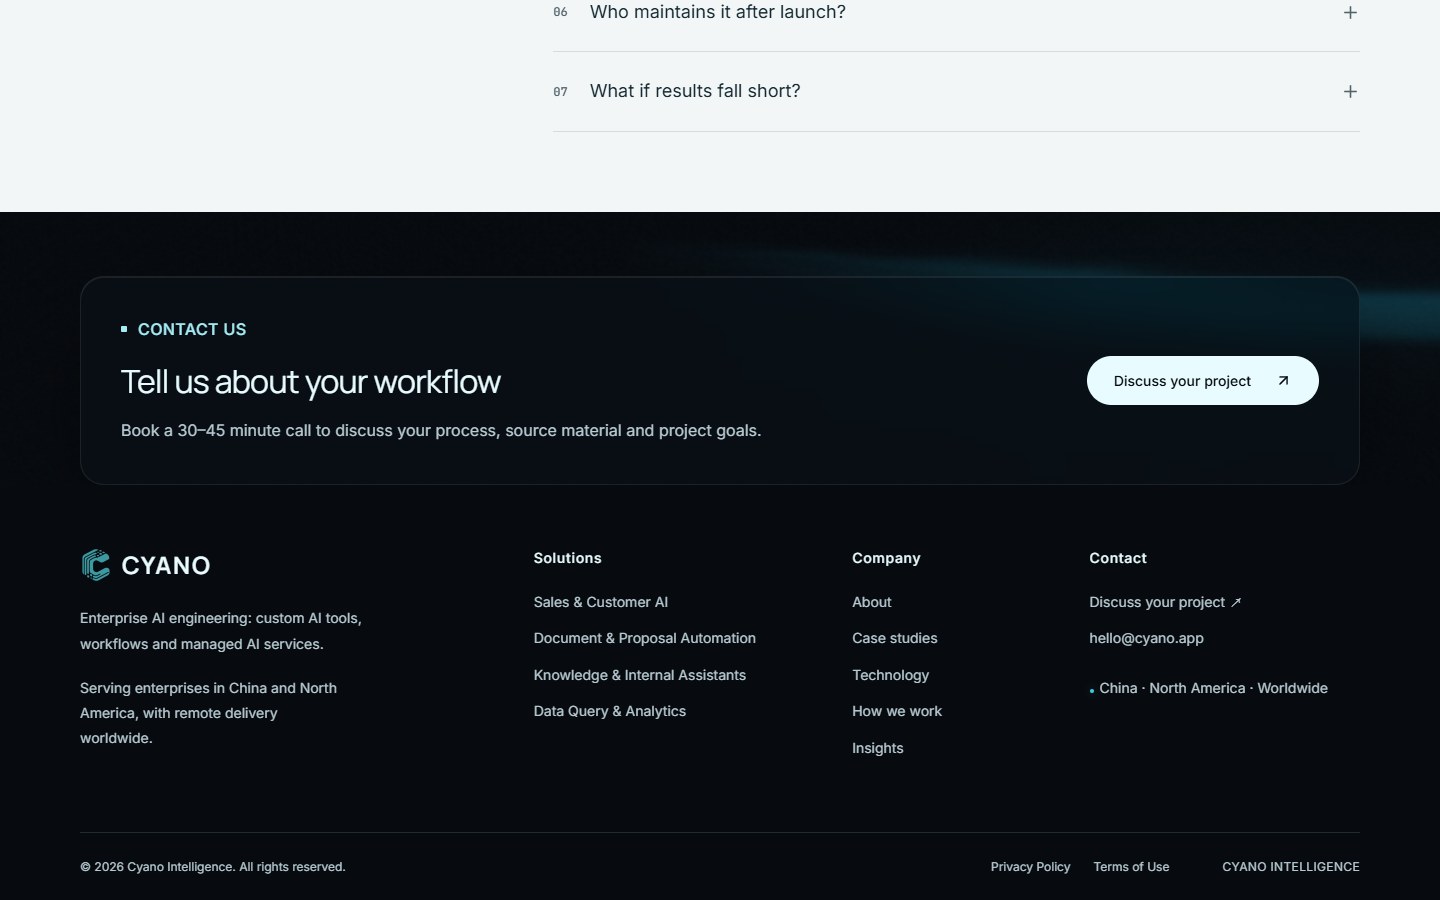 06 Who maintains it after launch?
07 What if results fall short?
CONTACT US
Tell us about your workflow
Book a 30–45 minute call to discuss your process, source material and project goals.
Discuss your project
CYANO
Enterprise AI engineering: custom AI tools,
workflows and managed AI services.
Serving enterprises in China and North
America, with remote delivery
worldwide.
Solutions
Sales & Customer AI
Document & Proposal Automation
Knowledge & Internal Assistants
Data Query & Analytics
Company
About
Case studies
Technology
How we work
Insights
Contact
Discuss your project ↗
hello@cyano.app
China · North America · Worldwide
© 2026 Cyano Intelligence. All rights reserved.
Privacy Policy
Terms of Use
CYANO INTELLIGENCE